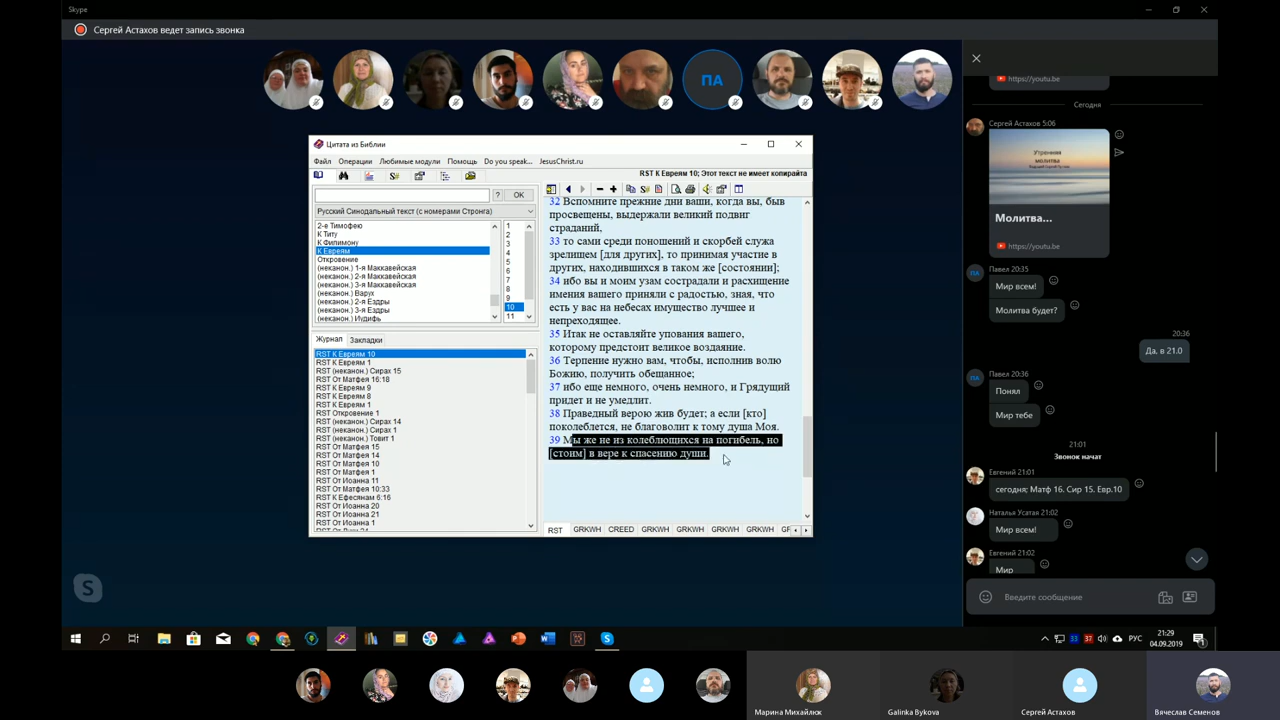 Skype
Сергей Астахов ведет запись звонка
ПА
Цитата из Библии
Файл Операции Любимые модули Помощь Do you speak... JesusChrist.ru
RST К Евреям 10; Этот текст не имеет копирайта
? OK
Русский Синодальный текст (с номерами Стронга)
2-е Тимофею
К Титу
К Филимону
К Евреям
Откровение
(неканон.) 1-я Маккавейская
(неканон.) 2-я Маккавейская
(неканон.) 3-я Маккавейская
(неканон.) Варух
(неканон.) 2-я Ездры
(неканон.) 3-я Ездры
(неканон.) Иудифь
1
2
3
4
5
6
7
8
9
10
11
Журнал Закладки
RST К Евреям 10
RST К Евреям 1
RST (неканон.) Сирах 15
RST От Матфея 16:18
RST К Евреям 9
RST К Евреям 8
RST К Евреям 1
RST Откровение 1
RST (неканон.) Сирах 14
RST (неканон.) Сирах 1
RST (неканон.) Товит 1
RST От Матфея 15
RST От Матфея 14
RST От Матфея 10
RST От Матфея 1
RST От Иоанна 11
RST От Матфея 10:33
RST К Ефесянам 6:16
RST От Иоанна 20
RST От Иоанна 21
RST От Иоанна 1
32 Вспомните прежние дни ваши, когда вы, быв
просвещены, выдержали великий подвиг
страданий,
33 то сами среди поношений и скорбей служа
зрелищем [для других], то принимая участие в
других, находившихся в таком же [состоянии];
34 ибо вы и моим узам сострадали и расхищение
имения вашего приняли с радостью, зная, что
есть у вас на небесах имущество лучшее и
непреходящее.
35 Итак не оставляйте упования вашего,
которому предстоит великое воздаяние.
36 Терпение нужно вам, чтобы, исполнив волю
Божию, получить обещанное;
37 ибо еще немного, очень немного, и Грядущий
придет и не умедлит.
38 Праведный верою жив будет; а если [кто]
поколеблется, не благоволит к тому душа Моя.
39 Мы же не из колеблющихся на погибель, но
[стоим] в вере к спасению души.
RST GRKWH CREED GRKWH GRKWH GRKWH GRKWH
https://youtu.be
Сегодня
Сергей Астахов 5:06
Утренняя
молитва
Молитва...
https://youtu.be
ПА
Павел 20:35
Мир всем!
Молитва будет?
20:36
Да, в 21.0
ПА
Павел 20:36
Понял
Мир тебе
21:01
Звонок начат
Евгений 21:01
сегодня; Матф 16. Сир 15. Евр.10
Наталья Усатая 21:02
Мир всем!
Евгений 21:02
Мир
Введите сообщение
33 37 РУС
21:29
04.09.2019
Марина Михайлюк Galinka Bykova Сергей Астахов Вячеслав Семенов